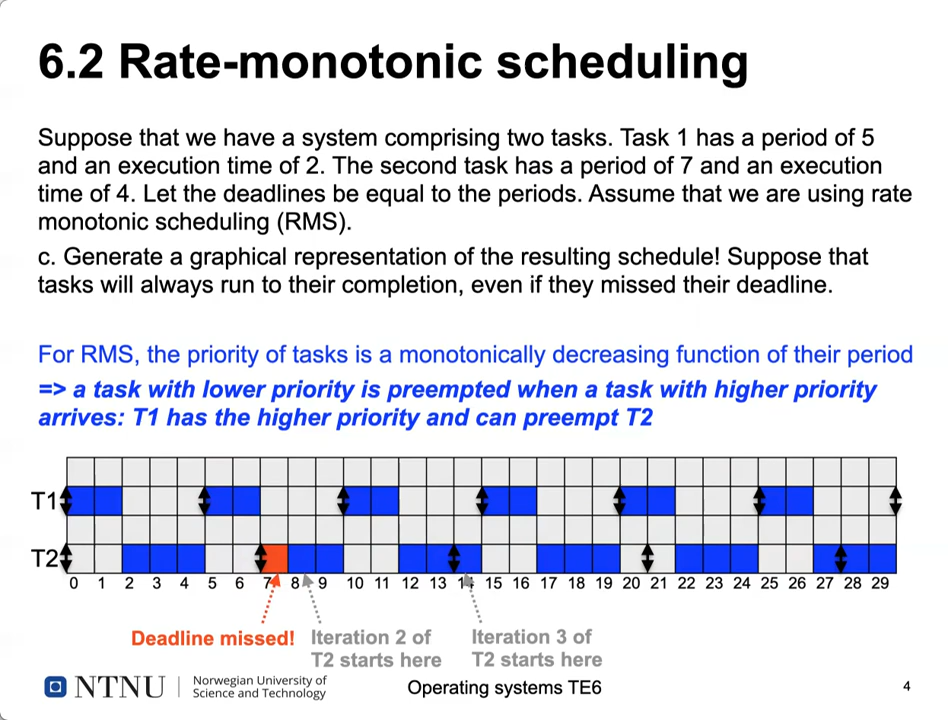 6.2 Rate-monotonic scheduling
Suppose that we have a system comprising two tasks. Task 1 has a period of 5
and an execution time of 2. The second task has a period of 7 and an execution
time of 4. Let the deadlines be equal to the periods. Assume that we are using rate
monotonic scheduling (RMS).
c. Generate a graphical representation of the resulting schedule! Suppose that
tasks will always run to their completion, even if they missed their deadline.
For RMS, the priority of tasks is a monotonically decreasing function of their period
=> a task with lower priority is preempted when a task with higher priority
arrives: T1 has the higher priority and can preempt T2
T1
T2
0 1 2 3 4 5 6 7 8 9 10 11 12 13 14 15 16 17 18 19 20 21 22 23 24 25 26 27 28 29
Deadline missed! Iteration 2 of Iteration 3 of
T2 starts here T2 starts here
NTNU Norwegian University of
Science and Technology
Operating systems TE6
4